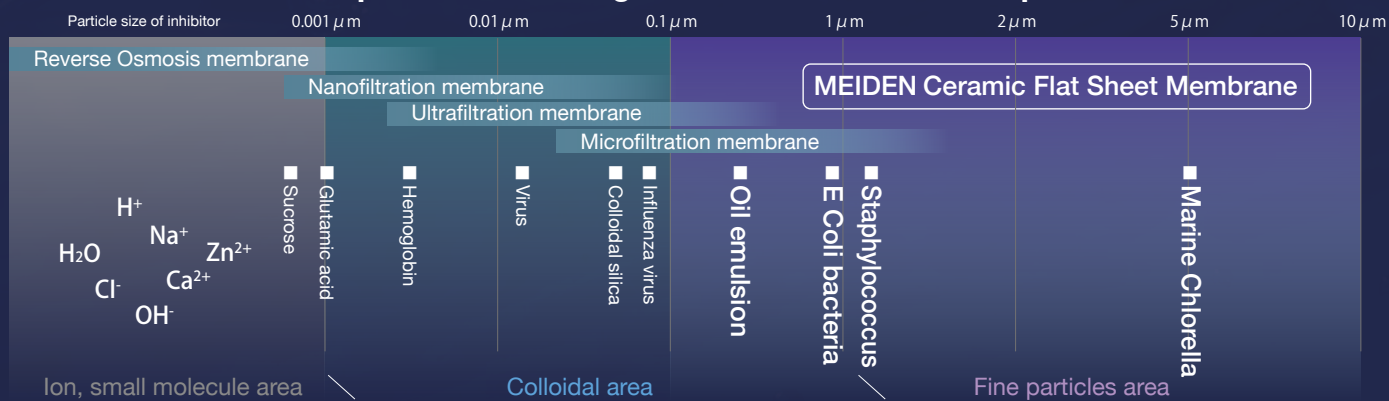 Particle size of inhibitor 0.001 μm 0.01 μm 0.1 μm 1 μm 2 μm 5 μm 10 μm
Reverse Osmosis membrane
Nanofiltration membrane
MEIDEN Ceramic Flat Sheet Membrane
Ultrafiltration membrane
Microfiltration membrane
Sucrose
Glutamic acid
Hemoglobin
Virus
Colloidal silica
Influenza virus
Oil emulsion
E Coli bacteria
Staphylococcus
Marine Chlorella
H⁺
Na⁺
H₂O
Zn²⁺
Ca²⁺
Cl⁻
OH⁻
Ion, small molecule area
Colloidal area
Fine particles area